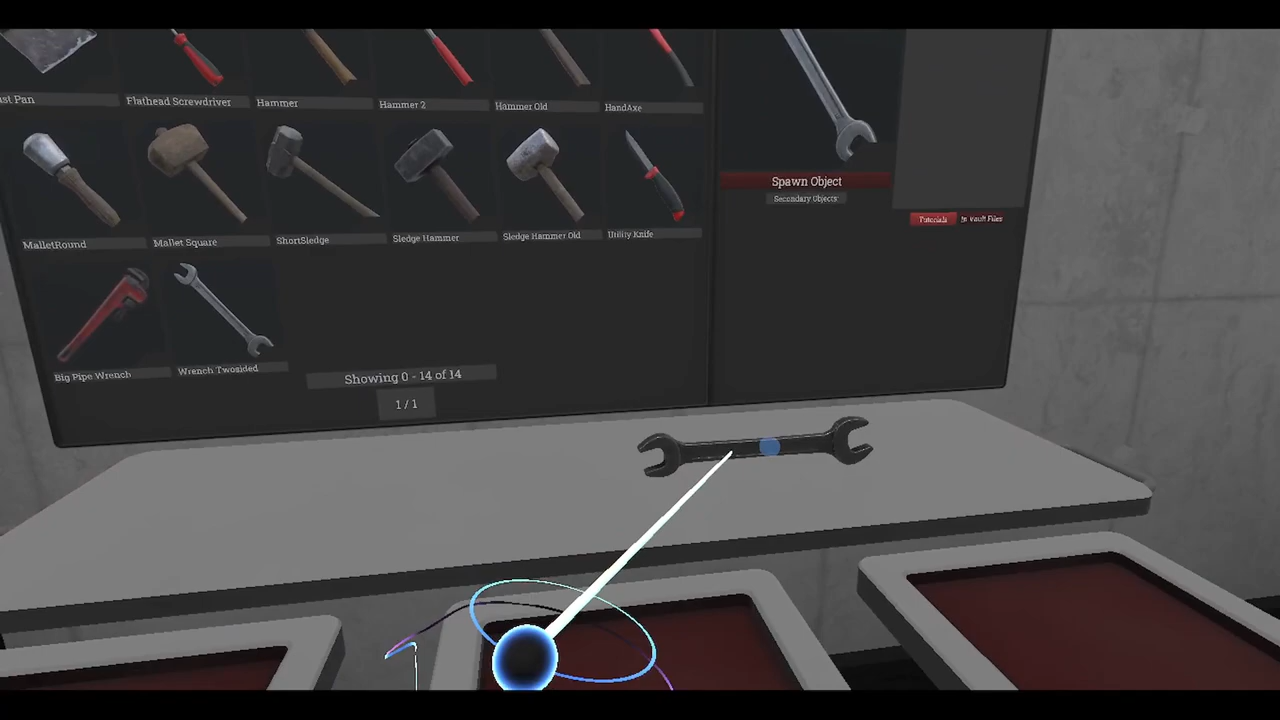 ust Pan
Flathead Screwdriver
Hammer
Hammer 2
Hammer Old
HandAxe
MalletRound
Mallet Square
ShortSledge
Sledge Hammer
Sledge Hammer Old
Utility Knife
Big Pipe Wrench
Wrench Twosided
Showing 0 - 14 of 14
1 / 1
Spawn Object
Secondary Objects:
Tutorials
In Vault Files